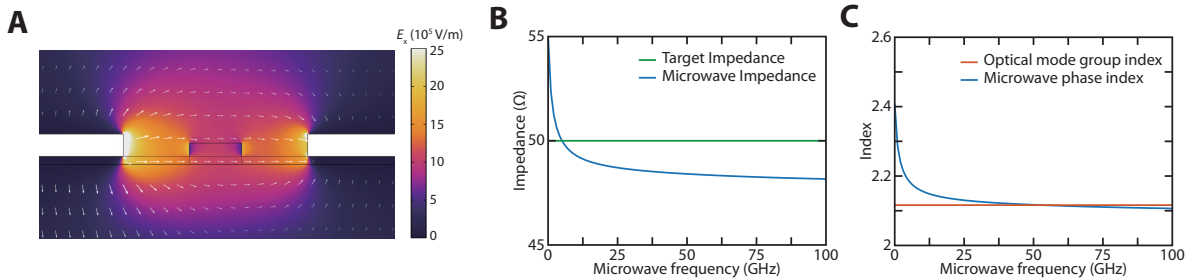 A
E_x (10^5 V/m)
25
20
15
10
5
0
B
55
50
45
Impedance (Ω)
Target Impedance
Microwave Impedance
0 25 50 75 100
Microwave frequency (GHz)
C
2.6
2.4
2.2
2
Index
Optical mode group index
Microwave phase index
0 25 50 75 100
Microwave frequency (GHz)